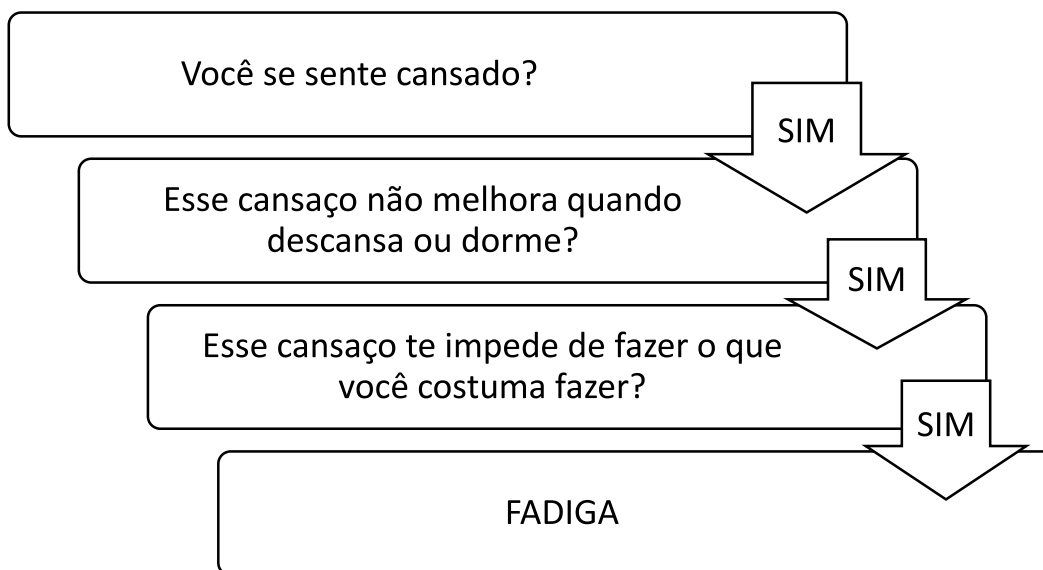 Você se sente cansado?
SIM
Esse cansaço não melhora quando
descansa ou dorme?
SIM
Esse cansaço te impede de fazer o que
você costuma fazer?
SIM
FADIGA